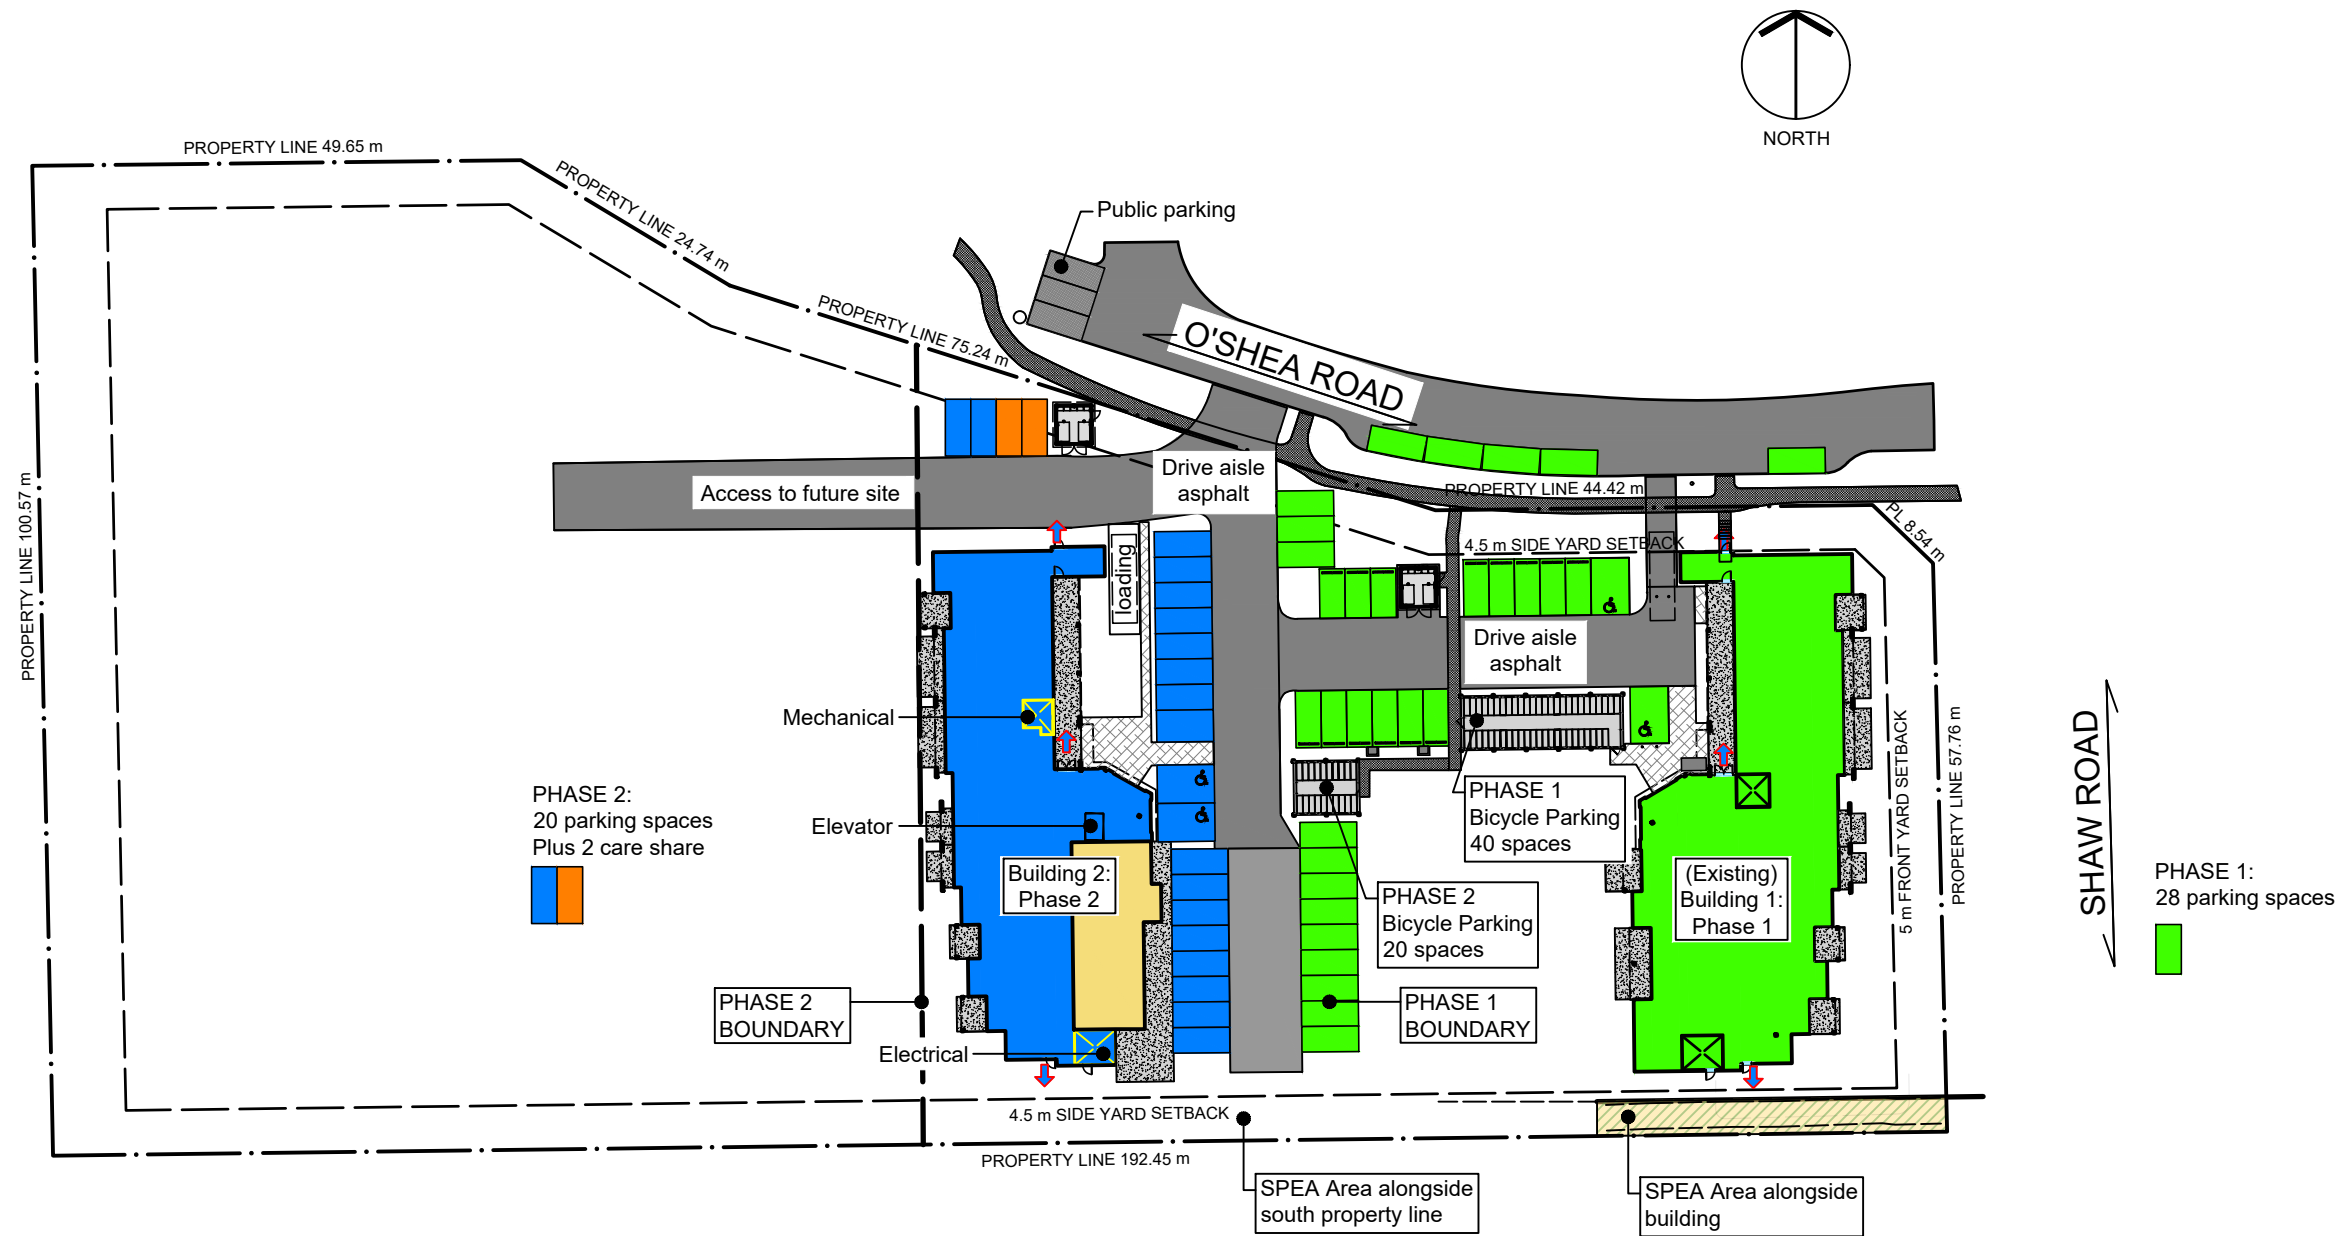 NORTH
PROPERTY LINE 49.65 m
PROPERTY LINE 24.74 m
Public parking
PROPERTY LINE 75.24 m
O'SHEA ROAD
Access to future site
Drive aisle
asphalt
PROPERTY LINE 44.42 m
PL 8.54 m
4.5 m SIDE YARD SETBACK
PROPERTY LINE 100.57 m
loading
Drive aisle
asphalt
Mechanical
Elevator
PHASE 2:
20 parking spaces
Plus 2 care share
Building 2:
Phase 2
PHASE 1
Bicycle Parking
40 spaces
PHASE 2
Bicycle Parking
20 spaces
(Existing)
Building 1:
Phase 1
5 m FRONT YARD SETBACK
PROPERTY LINE 57.76 m
SHAW ROAD
PHASE 1:
28 parking spaces
PHASE 2
BOUNDARY
PHASE 1
BOUNDARY
Electrical
4.5 m SIDE YARD SETBACK
PROPERTY LINE 192.45 m
SPEA Area alongside
south property line
SPEA Area alongside
building